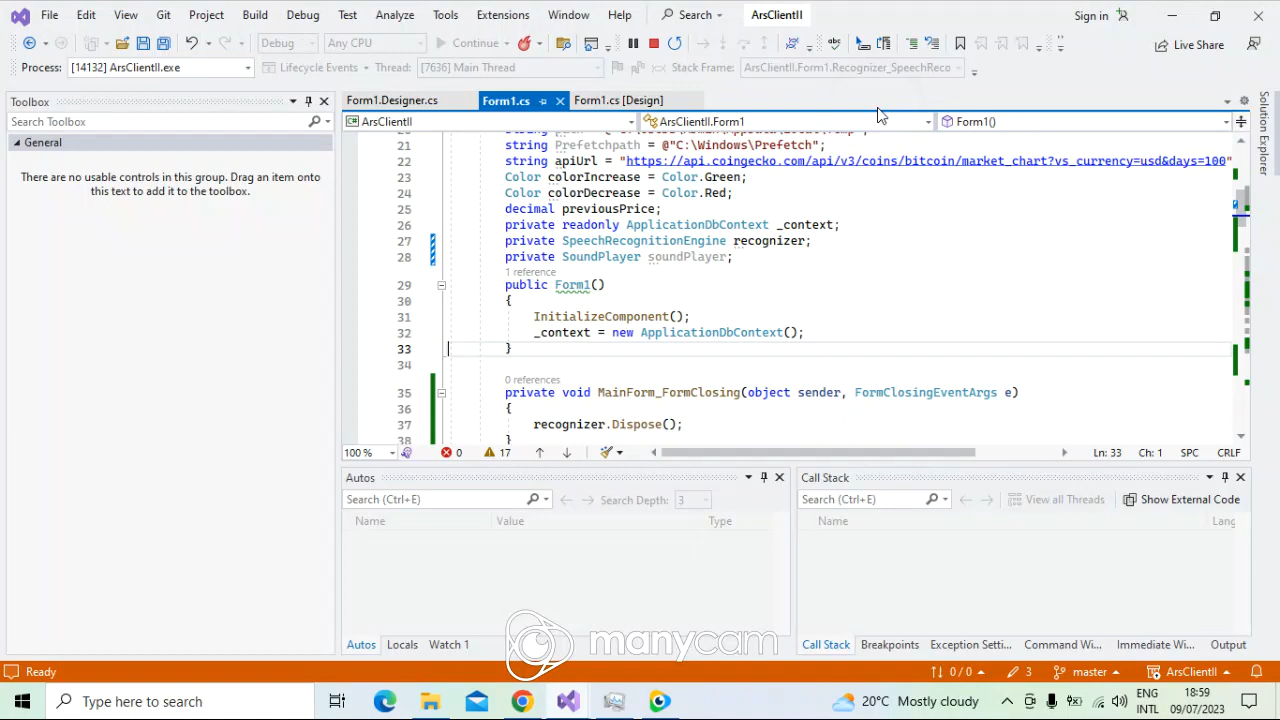 File Edit View Git Project Build Debug Test Analyze Tools Extensions Window Help Search ArsClientII Sign in
Debug Any CPU Continue Live Share
Process: [14132] ArsClientII.exe Lifecycle Events Thread: [7636] Main Thread Stack Frame: ArsClientII.Form1.Recognizer_SpeechReco
Toolbox
Search Toolbox
General
There are no usable controls in this group. Drag an item onto
this text to add it to the toolbox.
Form1.Designer.cs Form1.cs Form1.cs [Design]
ArsClientII ArsClientII.Form1 Form1()
21 string Prefetchpath = @"C:\Windows\Prefetch";
22 string apiUrl = "https://api.coingecko.com/api/v3/coins/bitcoin/market_chart?vs_currency=usd&days=100"
23 Color colorIncrease = Color.Green;
24 Color colorDecrease = Color.Red;
25 decimal previousPrice;
26 private readonly ApplicationDbContext _context;
27 private SpeechRecognitionEngine recognizer;
28 private SoundPlayer soundPlayer;
1 reference
29 public Form1()
30 {
31 InitializeComponent();
32 _context = new ApplicationDbContext();
33 }
34
0 references
35 private void MainForm_FormClosing(object sender, FormClosingEventArgs e)
36 {
37 recognizer.Dispose();
38 }
100 % 0 17 Ln: 33 Ch: 1 SPC CRLF
Autos
Search (Ctrl+E) Search Depth: 3
Name Value Type
Autos Locals Watch 1
Call Stack
Search (Ctrl+E) View all Threads Show External Code
Name Lang
Call Stack Breakpoints Exception Setti... Command Wi... Immediate Wi... Output
manycam
Ready 0 / 0 3 master ArsClientII
Type here to search 20°C Mostly cloudy ENG INTL 18:59 09/07/2023
Solution Explorer